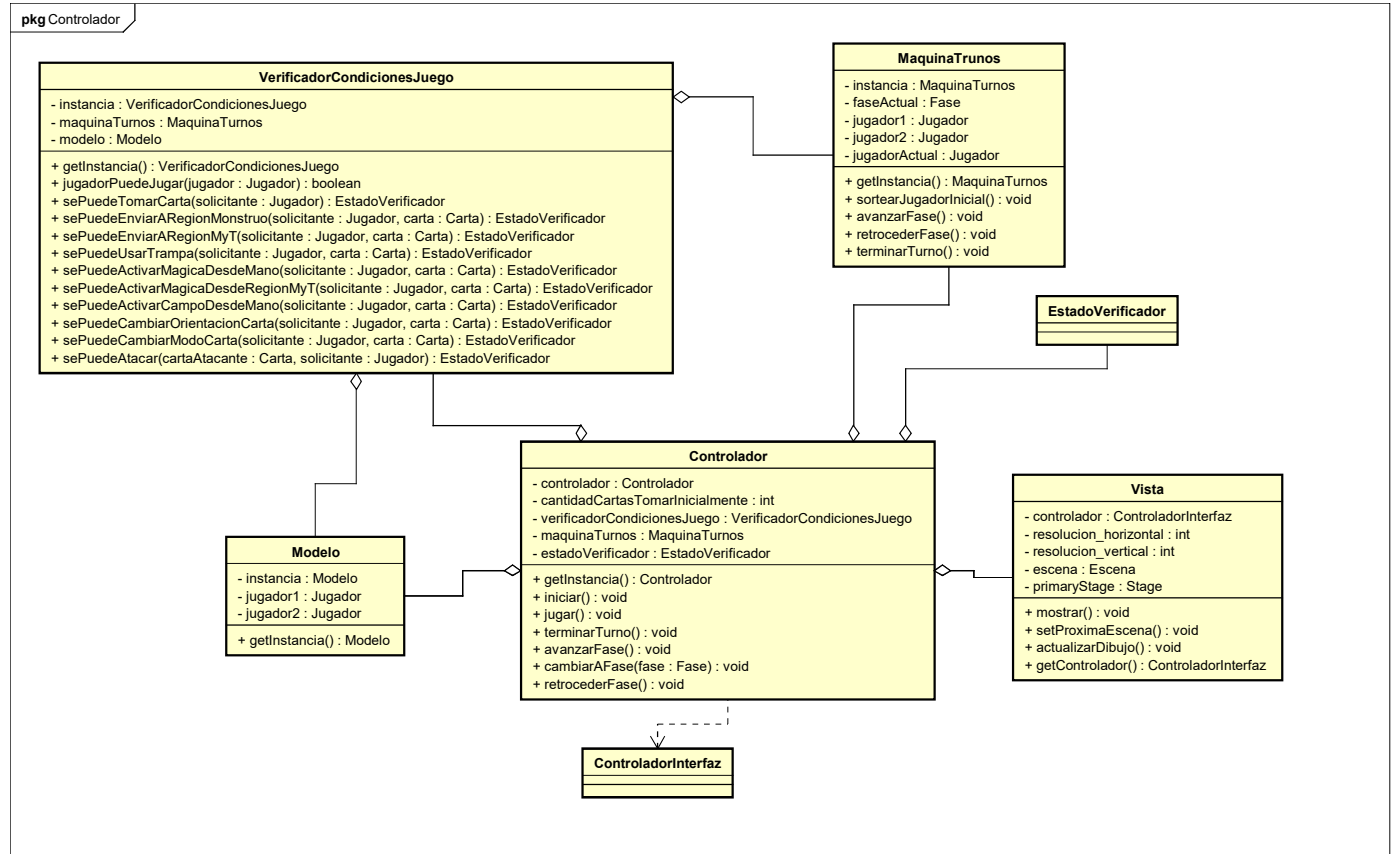 pkg Controlador
VerificadorCondicionesJuego
- instancia : VerificadorCondicionesJuego
- maquinaTurnos : MaquinaTurnos
- modelo : Modelo
+ getInstancia() : VerificadorCondicionesJuego
+ jugadorPuedeJugar(jugador : Jugador) : boolean
+ sePuedeTomarCarta(solicitante : Jugador) : EstadoVerificador
+ sePuedeEnviarARegionMonstruo(solicitante : Jugador, carta : Carta) : EstadoVerificador
+ sePuedeEnviarARegionMyT(solicitante : Jugador, carta : Carta) : EstadoVerificador
+ sePuedeUsarTrampa(solicitante : Jugador, carta : Carta) : EstadoVerificador
+ sePuedeActivarMagicaDesdeMano(solicitante : Jugador, carta : Carta) : EstadoVerificador
+ sePuedeActivarMagicaDesdeRegionMyT(solicitante : Jugador, carta : Carta) : EstadoVerificador
+ sePuedeActivarCampoDesdeMano(solicitante : Jugador, carta : Carta) : EstadoVerificador
+ sePuedeCambiarOrientacionCarta(solicitante : Jugador, carta : Carta) : EstadoVerificador
+ sePuedeCambiarModoCarta(solicitante : Jugador, carta : Carta) : EstadoVerificador
+ sePuedeAtacar(cartaAtacante : Carta, solicitante : Jugador) : EstadoVerificador
MaquinaTrunos
- instancia : MaquinaTurnos
- faseActual : Fase
- jugador1 : Jugador
- jugador2 : Jugador
- jugadorActual : Jugador
+ getInstancia() : MaquinaTurnos
+ sortearJugadorInicial() : void
+ avanzarFase() : void
+ retrocederFase() : void
+ terminarTurno() : void
EstadoVerificador
Controlador
- controlador : Controlador
- cantidadCartasTomarInicialmente : int
- verificadorCondicionesJuego : VerificadorCondicionesJuego
- maquinaTurnos : MaquinaTurnos
- estadoVerificador : EstadoVerificador
+ getInstancia() : Controlador
+ iniciar() : void
+ jugar() : void
+ terminarTurno() : void
+ avanzarFase() : void
+ cambiarAFase(fase : Fase) : void
+ retrocederFase() : void
Vista
- controlador : ControladorInterfaz
- resolucion_horizontal : int
- resolucion_vertical : int
- escena : Escena
- primaryStage : Stage
+ mostrar() : void
+ setProximaEscena() : void
+ actualizarDibujo() : void
+ getControlador() : ControladorInterfaz
Modelo
- instancia : Modelo
- jugador1 : Jugador
- jugador2 : Jugador
+ getInstancia() : Modelo
ControladorInterfaz